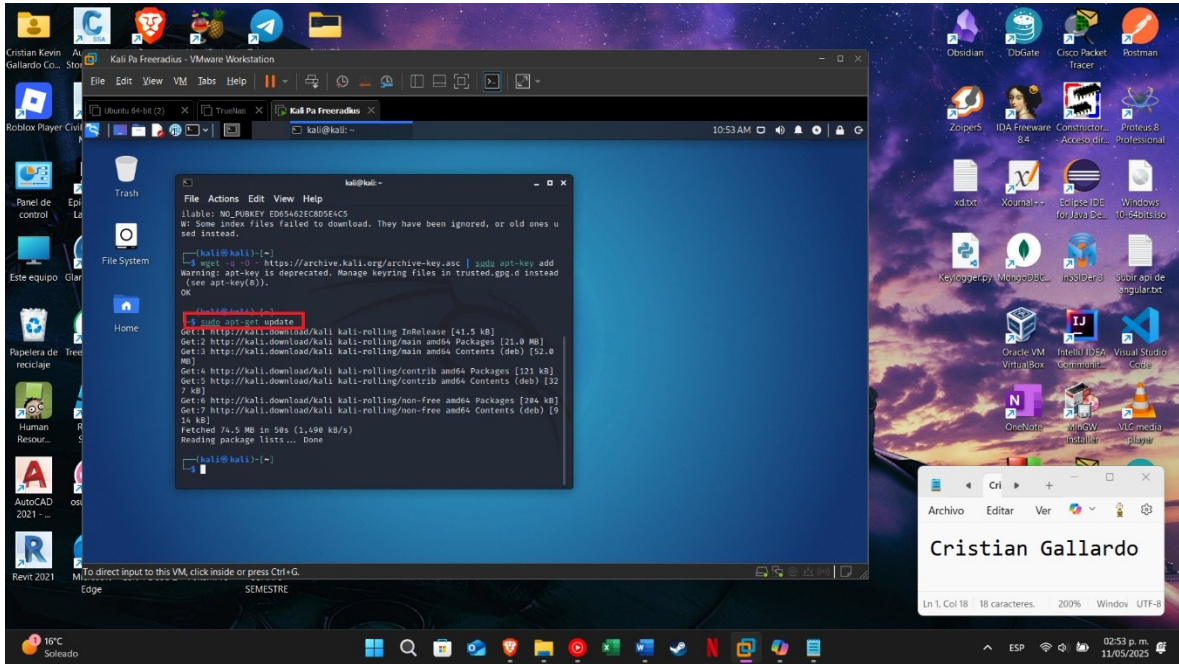 Cristian Kevin
Gallardo Co...
Roblox Player
Panel de
control
Este equipo
Papelera de
reciclaje
Human
Resour...
AutoCAD
2021 - ...
Revit 2021
Edge
SEMESTRE
Kali Pa Freeradius - VMware Workstation
File Edit View VM Tabs Help
Ubuntu 64-bit (2)
TrueNas
Kali Pa Freeradius
kali@kali: ~
10:53 AM
Trash
File System
Home
kali@kali: ~
File Actions Edit View Help
ilable: NO_PUBKEY ED65462EC8D5E4C5
W: Some index files failed to download. They have been ignored, or old ones u
sed instead.
(kali㉿kali)-[~]
$ wget -q -O - https://archive.kali.org/archive-key.asc | sudo apt-key add
Warning: apt-key is deprecated. Manage keyring files in trusted.gpg.d instead
(see apt-key(8)).
OK
$ sudo apt-get update
Get:1 http://kali.download/kali kali-rolling InRelease [41.5 kB]
Get:2 http://kali.download/kali kali-rolling/main amd64 Packages [21.0 MB]
Get:3 http://kali.download/kali kali-rolling/main amd64 Contents (deb) [52.0
MB]
Get:4 http://kali.download/kali kali-rolling/contrib amd64 Packages [121 kB]
Get:5 http://kali.download/kali kali-rolling/contrib amd64 Contents (deb) [32
7 kB]
Get:6 http://kali.download/kali kali-rolling/non-free amd64 Packages [204 kB]
Get:7 http://kali.download/kali kali-rolling/non-free amd64 Contents (deb) [9
14 kB]
Fetched 74.5 MB in 50s (1,490 kB/s)
Reading package lists... Done
(kali㉿kali)-[~]
$
To direct input to this VM, click inside or press Ctrl+G.
Obsidian
DbGate
Cisco Packet
Tracer
Postman
Zoiper5
IDA Freeware
8.4
Constructor...
- Acceso dir...
Proteus 8
Professional
xd.txt
Xournal++
Eclipse IDE
for Java De...
Windows
10-64bits.iso
Keylogger.py
MongoDBC...
inSSIDer 3
Subir api de
angular.txt
Oracle VM
VirtualBox
IntelliJ IDEA
Communit...
Visual Studio
Code
OneNote
MinGW
Installer
VLC media
player
Cri
Archivo Editar Ver
Cristian Gallardo
Ln 1, Col 18 18 caracteres. 200% Windov UTF-8
16°C
Soleado
ESP
02:53 p. m.
11/05/2025